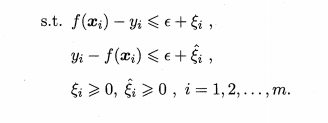 s.t. f(𝒙ᵢ) − yᵢ ⩽ ϵ + ξᵢ ,
yᵢ − f(𝒙ᵢ) ⩽ ϵ + ξ̂ᵢ ,
ξᵢ ⩾ 0, ξ̂ᵢ ⩾ 0 , i = 1, 2, . . . , m.